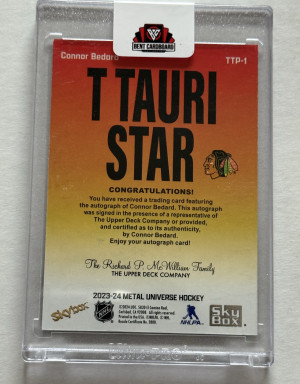 BENT CARDBOARD
Connor Bedard
TTP-1
T TAURI
STAR
CONGRATULATIONS!
You have received a trading card featuring
the autograph of Connor Bedard. This autograph
was signed in the presence of a representative of
The Upper Deck Company or provided,
and certified as to its authenticity,
by Connor Bedard.
Enjoy your autograph card!
The Richard P. McWilliam Family
THE UPPER DECK COMPANY
2023-24 METAL UNIVERSE HOCKEY
Skybox
NHL
NHLPA
SkyBox